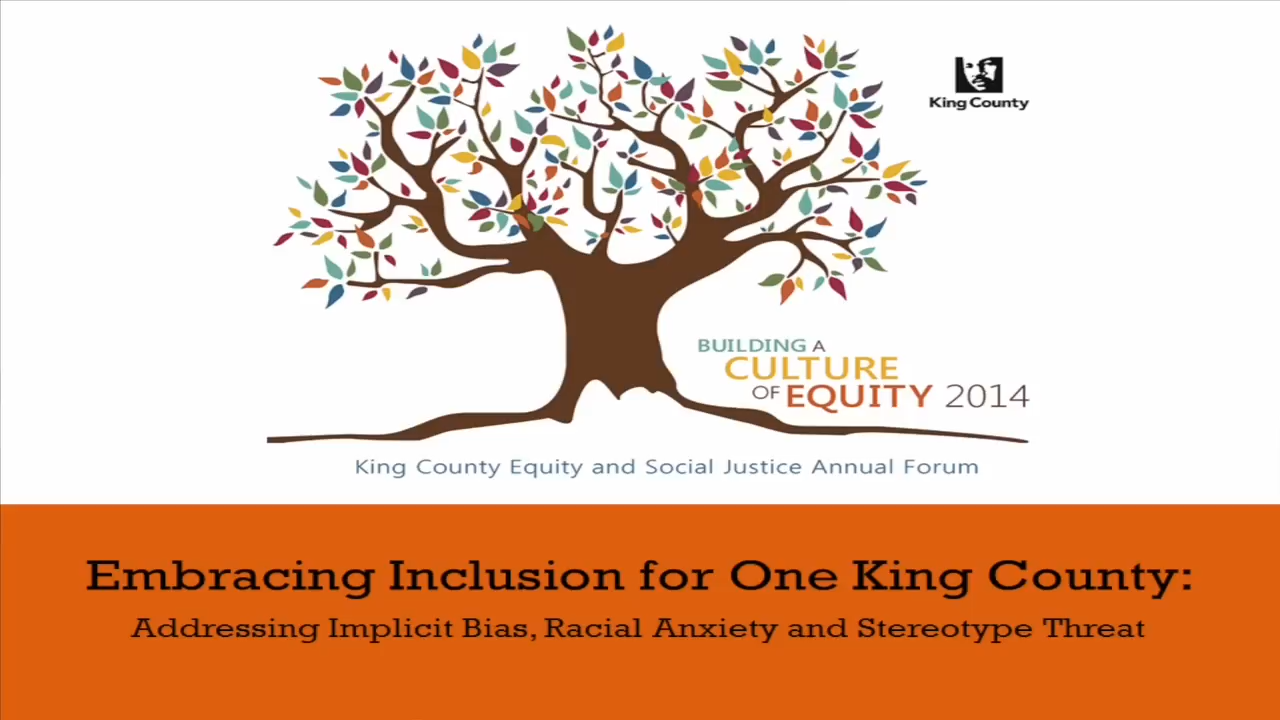 King County
BUILDING A
CULTURE
OF EQUITY 2014
King County Equity and Social Justice Annual Forum
Embracing Inclusion for One King County:
Addressing Implicit Bias, Racial Anxiety and Stereotype Threat